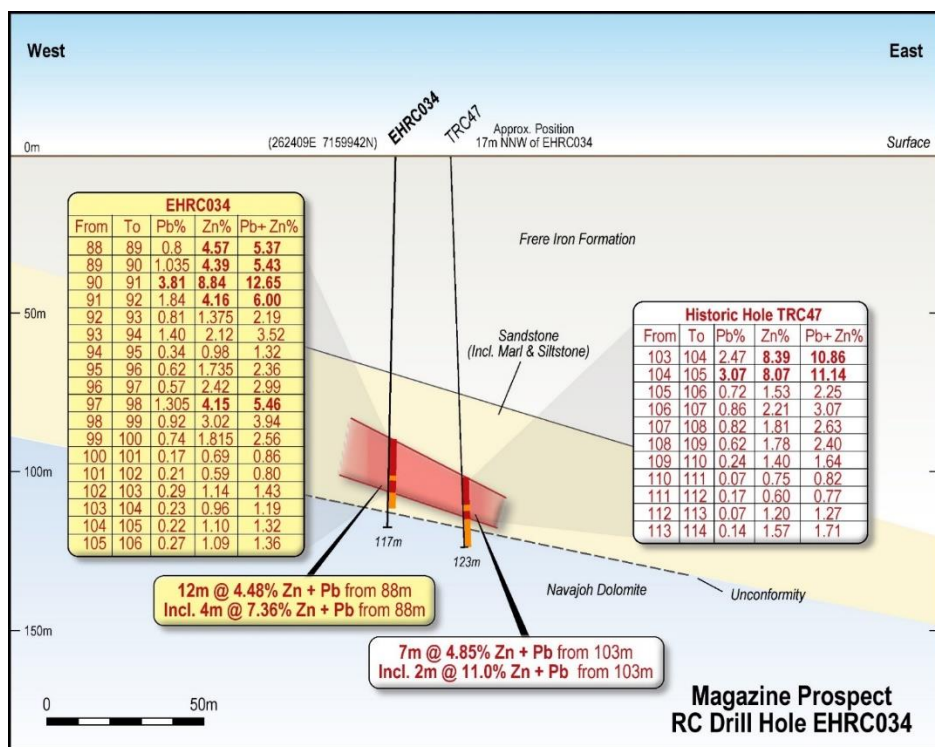 West
East
EHRC034
TRC47
(262409E 7159942N)
Approx. Position
17m NNW of EHRC034
0m
Surface
EHRC034
From To Pb% Zn% Pb+ Zn%
88 89 0.8 4.57 5.37
89 90 1.035 4.39 5.43
90 91 3.81 8.84 12.65
91 92 1.84 4.16 6.00
92 93 0.81 1.375 2.19
93 94 1.40 2.12 3.52
94 95 0.34 0.98 1.32
95 96 0.62 1.735 2.36
96 97 0.57 2.42 2.99
97 98 1.305 4.15 5.46
98 99 0.92 3.02 3.94
99 100 0.74 1.815 2.56
100 101 0.17 0.69 0.86
101 102 0.21 0.59 0.80
102 103 0.29 1.14 1.43
103 104 0.23 0.96 1.19
104 105 0.22 1.10 1.32
105 106 0.27 1.09 1.36
Frere Iron Formation
50m
Sandstone
(Incl. Marl & Siltstone)
Historic Hole TRC47
From To Pb% Zn% Pb+ Zn%
103 104 2.47 8.39 10.86
104 105 3.07 8.07 11.14
105 106 0.72 1.53 2.25
106 107 0.86 2.21 3.07
107 108 0.82 1.81 2.63
108 109 0.62 1.78 2.40
109 110 0.24 1.40 1.64
110 111 0.07 0.75 0.82
111 112 0.17 0.60 0.77
112 113 0.07 1.20 1.27
113 114 0.14 1.57 1.71
100m
117m
123m
12m @ 4.48% Zn + Pb from 88m
Incl. 4m @ 7.36% Zn + Pb from 88m
Navajoh Dolomite
Unconformity
150m
7m @ 4.85% Zn + Pb from 103m
Incl. 2m @ 11.0% Zn + Pb from 103m
0
50m
Magazine Prospect
RC Drill Hole EHRC034